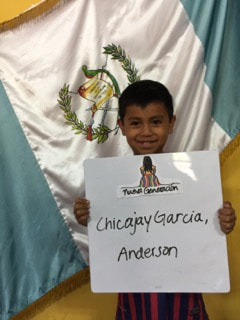 Nueva Generación
Chicajay Garcia,
Anderson